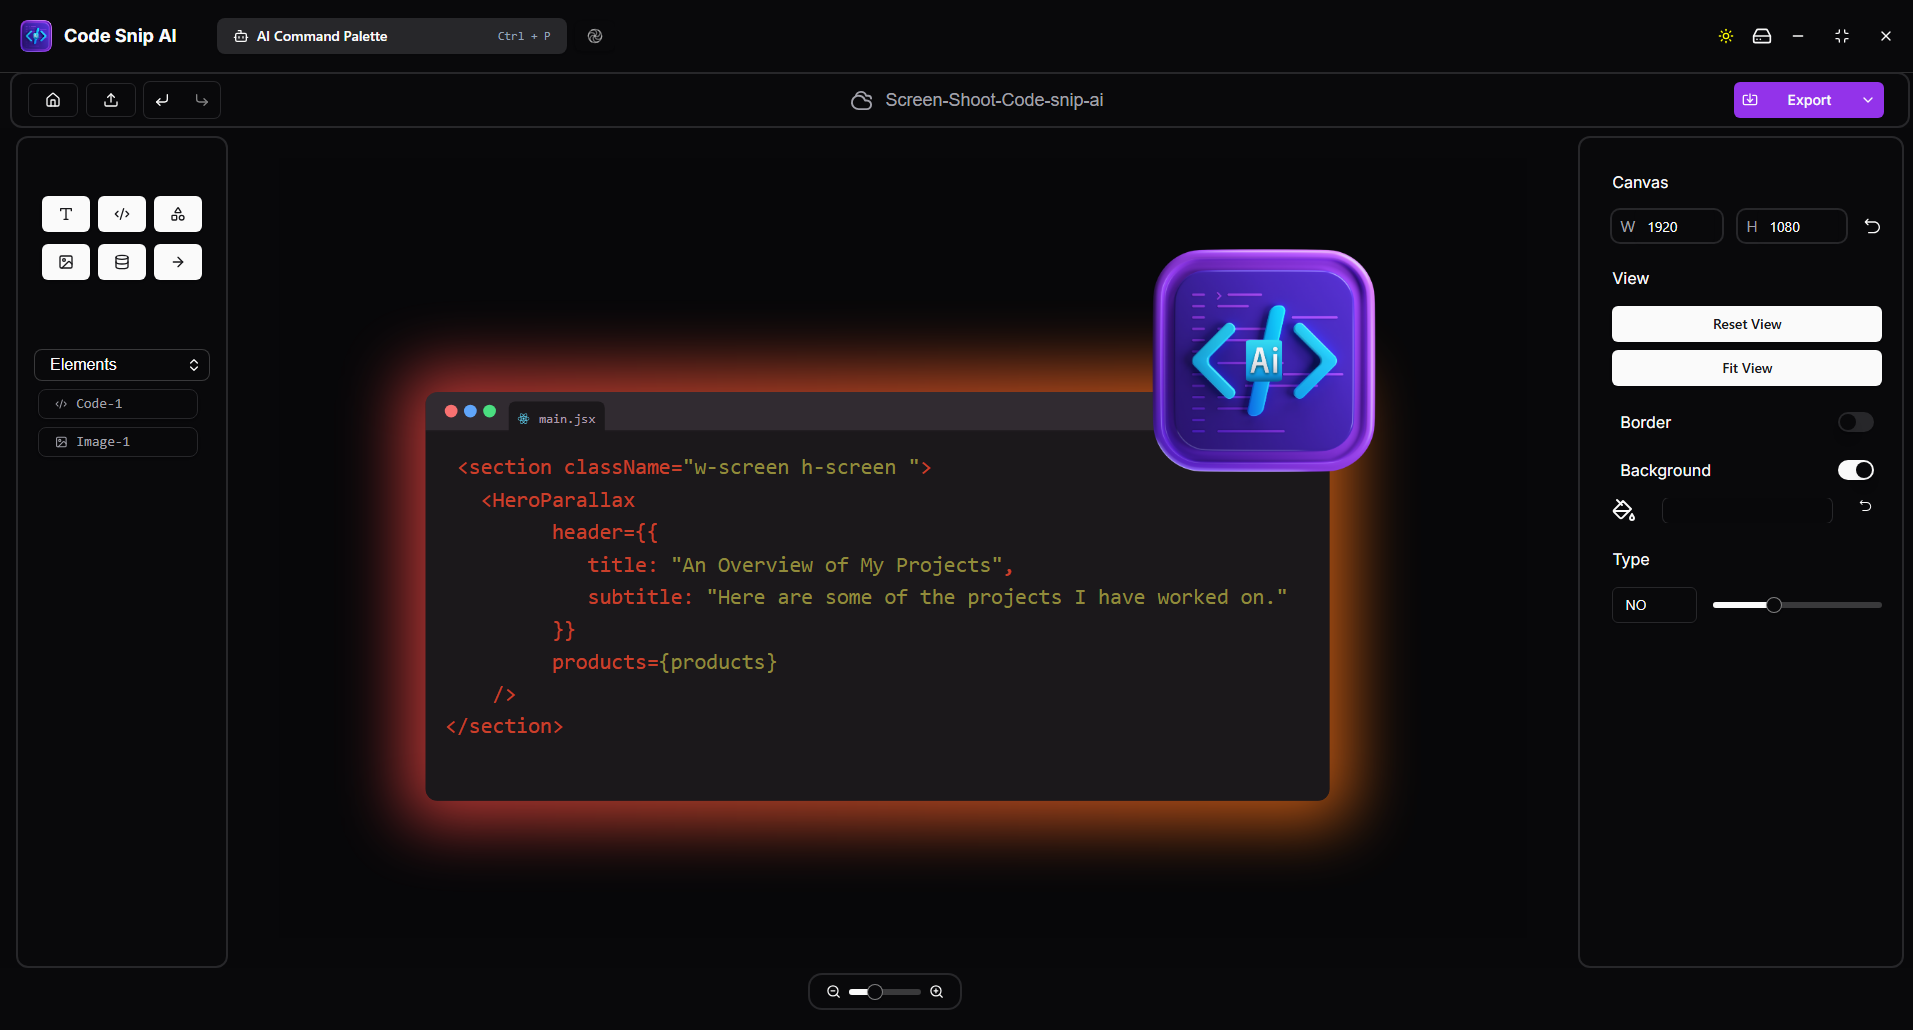 Code Snip AI
AI Command Palette
Ctrl + P
Screen-Shoot-Code-snip-ai
Export
Elements
Code-1
Image-1
main.jsx
<section className="w-screen h-screen ">
<HeroParallax
header={{
title: "An Overview of My Projects",
subtitle: "Here are some of the projects I have worked on."
}}
products={products}
/>
</section>
Ai
Canvas
W 1920
H 1080
View
Reset View
Fit View
Border
Background
Type
NO